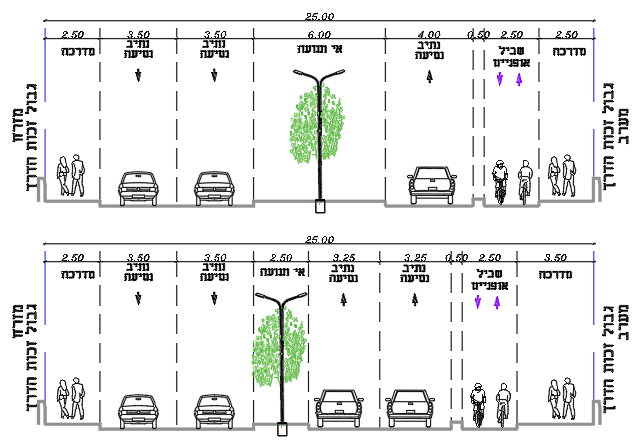 25.00
2.50 3.50 3.50 6.00 4.00 0.50 2.50 2.50
מדרכה נתיב נסיעה נתיב נסיעה אי תנועה נתיב נסיעה שביל אופניים מדרכה
מזרח
גבול זכות הדרך
מערב
גבול זכות הדרך
25.00
2.50 3.50 3.50 2.50 3.25 3.25 0.50 2.50 3.50
מדרכה נתיב נסיעה נתיב נסיעה אי תנועה נתיב נסיעה נתיב נסיעה שביל אופניים מדרכה
מזרח
גבול זכות הדרך
מערב
גבול זכות הדרך